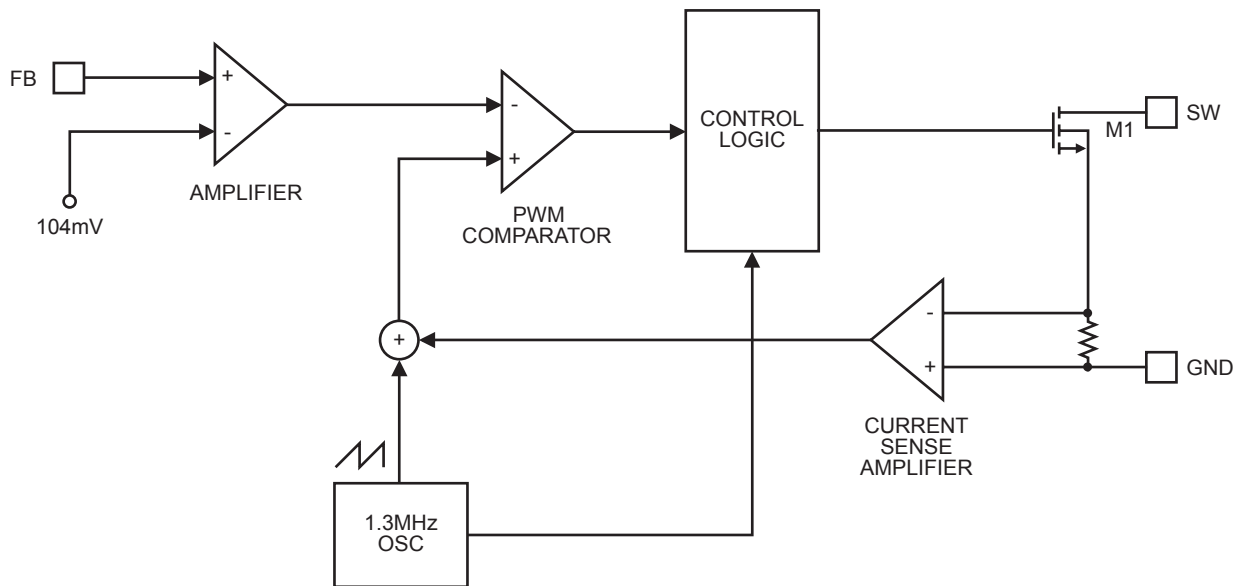 FB
+
-
104mV
AMPLIFIER
-
+
PWM
COMPARATOR
CONTROL
LOGIC
M1
SW
+
-
+
GND
CURRENT
SENSE
AMPLIFIER
1.3MHz
OSC